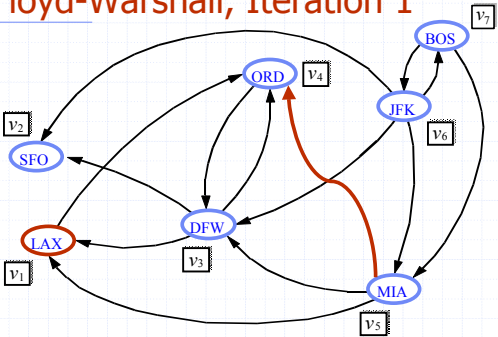 loyd-Warshall, Iteration 1
BOS
v7
ORD
v4
JFK
v6
v2
SFO
DFW
v3
LAX
v1
MIA
v5